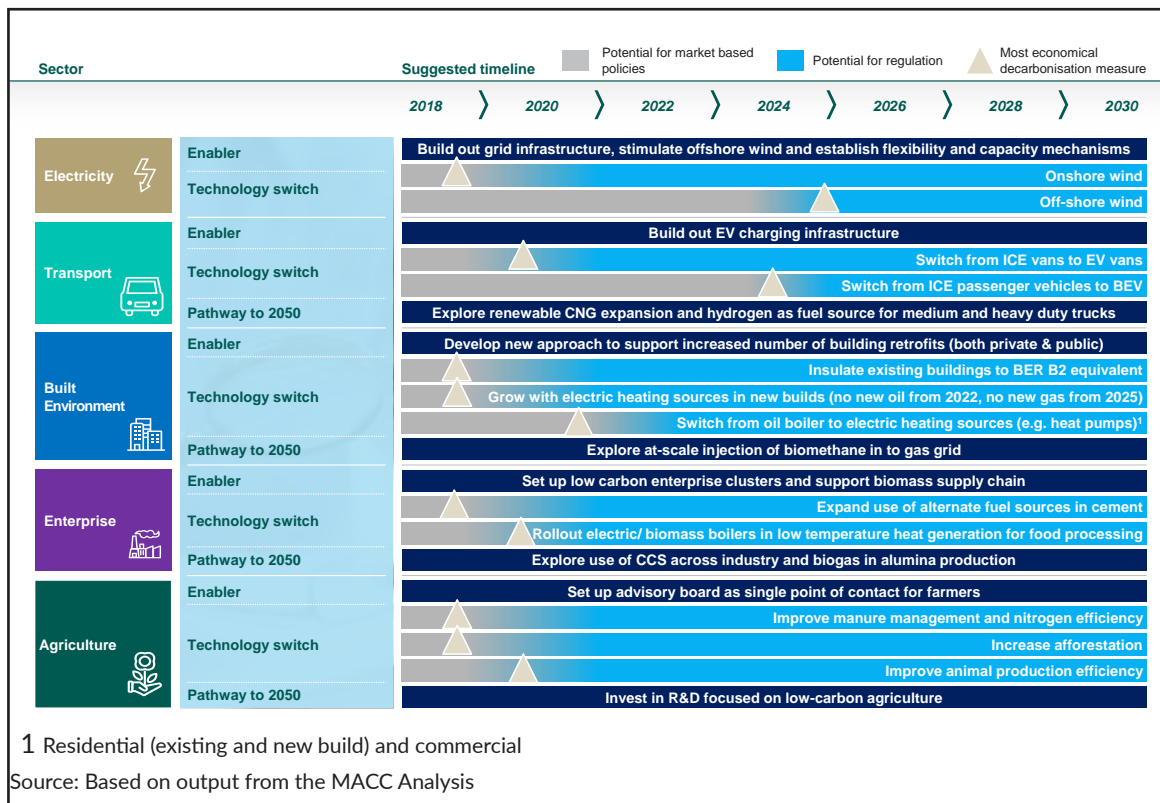 Sector
Suggested timeline
Potential for market based
policies
Potential for regulation
Most economical
decarbonisation measure
2018 2020 2022 2024 2026 2028 2030
Electricity
Enabler
Build out grid infrastructure, stimulate offshore wind and establish flexibility and capacity mechanisms
Technology switch
Onshore wind
Off-shore wind
Transport
Enabler
Build out EV charging infrastructure
Technology switch
Switch from ICE vans to EV vans
Switch from ICE passenger vehicles to BEV
Pathway to 2050
Explore renewable CNG expansion and hydrogen as fuel source for medium and heavy duty trucks
Built
Environment
Enabler
Develop new approach to support increased number of building retrofits (both private & public)
Technology switch
Insulate existing buildings to BER B2 equivalent
Grow with electric heating sources in new builds (no new oil from 2022, no new gas from 2025)
Switch from oil boiler to electric heating sources (e.g. heat pumps)¹
Pathway to 2050
Explore at-scale injection of biomethane in to gas grid
Enterprise
Enabler
Set up low carbon enterprise clusters and support biomass supply chain
Technology switch
Expand use of alternate fuel sources in cement
Rollout electric/ biomass boilers in low temperature heat generation for food processing
Pathway to 2050
Explore use of CCS across industry and biogas in alumina production
Agriculture
Enabler
Set up advisory board as single point of contact for farmers
Technology switch
Improve manure management and nitrogen efficiency
Increase afforestation
Improve animal production efficiency
Pathway to 2050
Invest in R&D focused on low-carbon agriculture
1 Residential (existing and new build) and commercial
Source: Based on output from the MACC Analysis